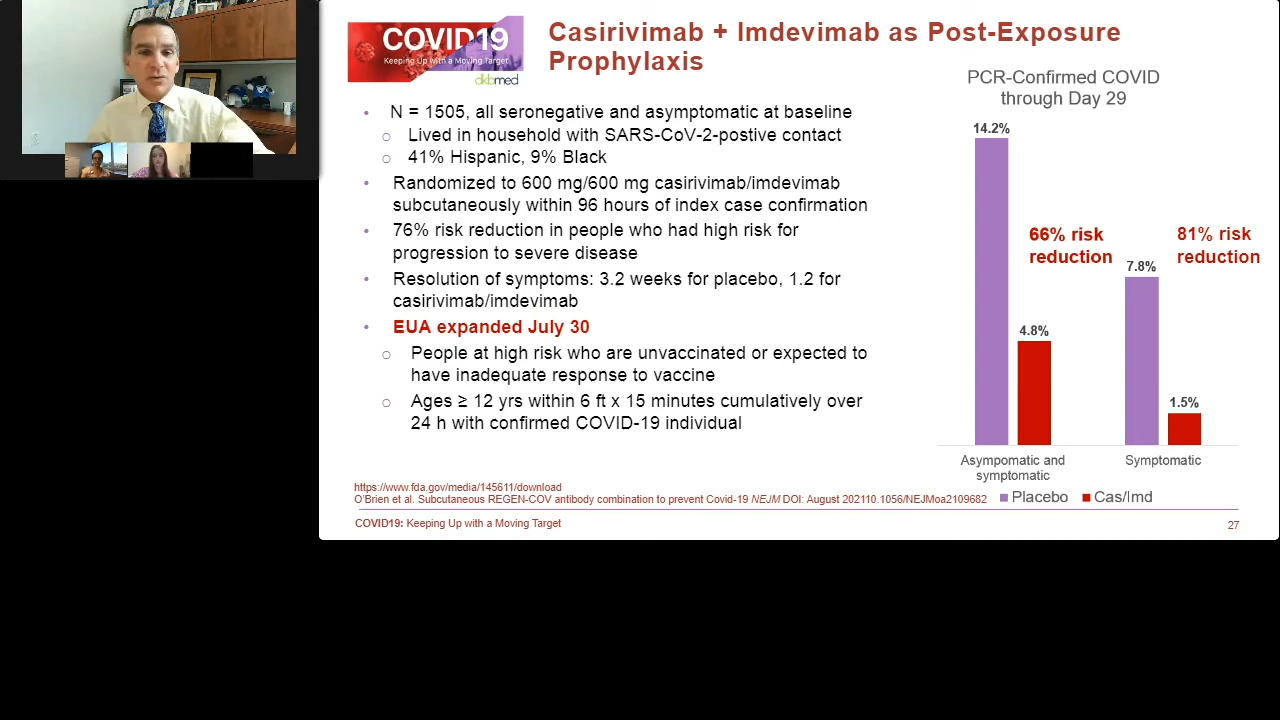 COVID19
Keeping Up with a Moving Target
dkbmed
Casirivimab + Imdevimab as Post-Exposure
Prophylaxis
• N = 1505, all seronegative and asymptomatic at baseline
o Lived in household with SARS-CoV-2-postive contact
o 41% Hispanic, 9% Black
• Randomized to 600 mg/600 mg casirivimab/imdevimab
subcutaneously within 96 hours of index case confirmation
• 76% risk reduction in people who had high risk for
progression to severe disease
• Resolution of symptoms: 3.2 weeks for placebo, 1.2 for
casirivimab/imdevimab
• EUA expanded July 30
o People at high risk who are unvaccinated or expected to
have inadequate response to vaccine
o Ages ≥ 12 yrs within 6 ft x 15 minutes cumulatively over
24 h with confirmed COVID-19 individual
PCR-Confirmed COVID
through Day 29
14.2%
66% risk
reduction
4.8%
81% risk
reduction
7.8%
1.5%
Asympomatic and
symptomatic
Symptomatic
Placebo
Cas/Imd
https://www.fda.gov/media/145611/download
O'Brien et al. Subcutaneous REGEN-COV antibody combination to prevent Covid-19 NEJM DOI: August 202110.1056/NEJMoa2109682
COVID19: Keeping Up with a Moving Target
27